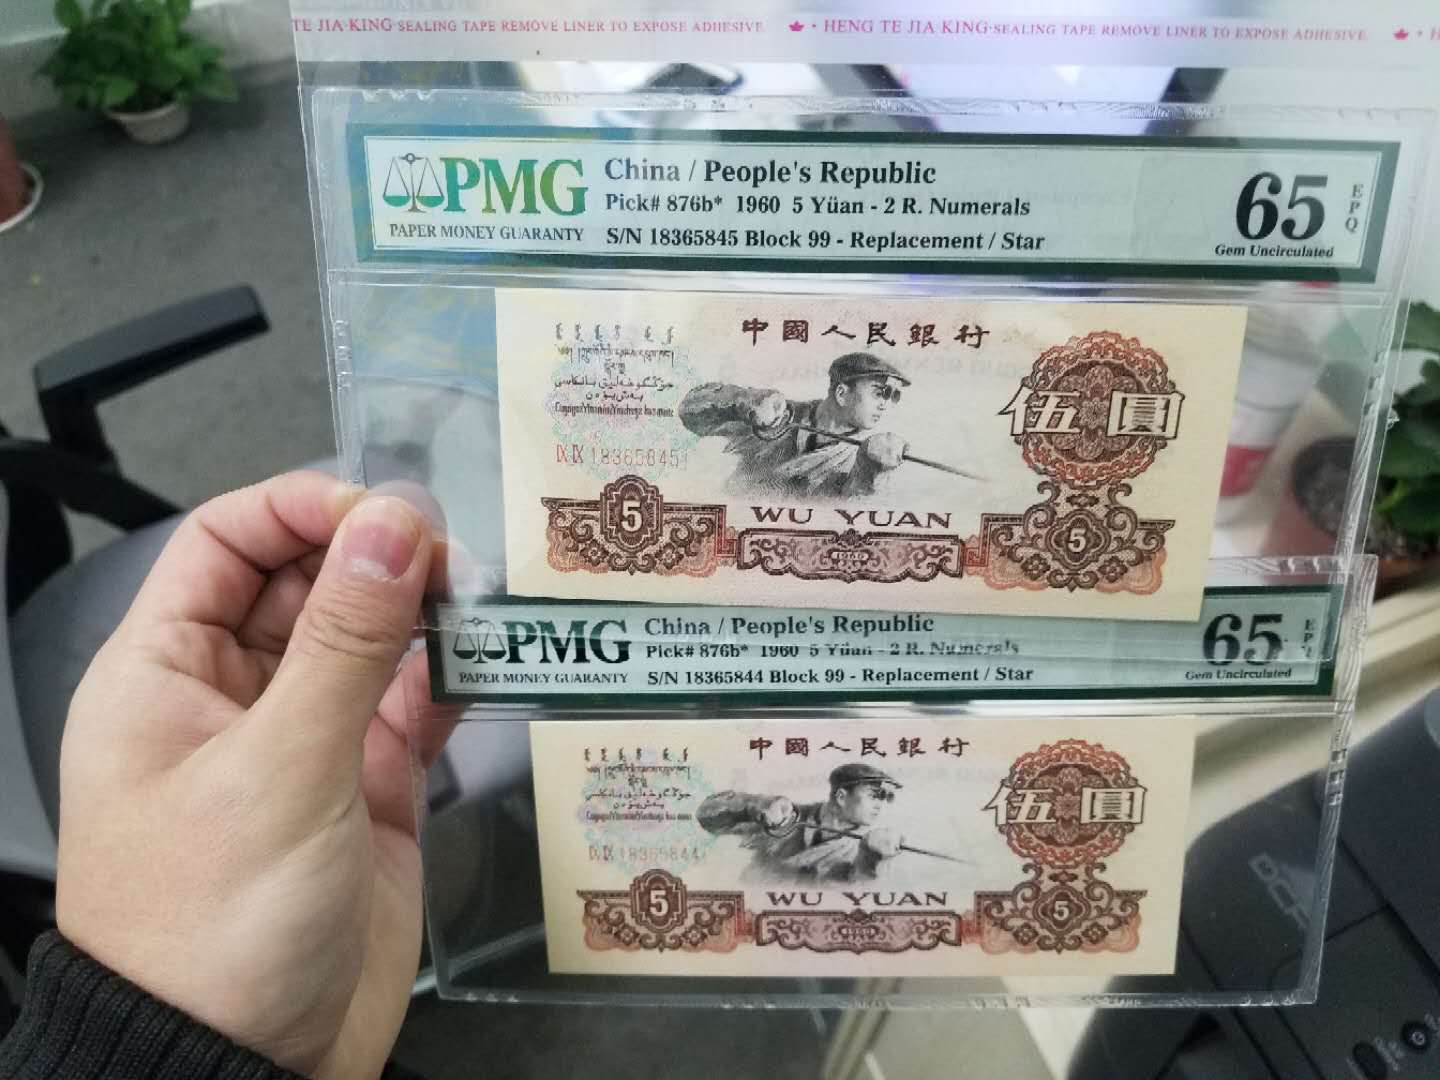 TE JIA·KING·SEALING TAPE REMOVE LINER TO EXPOSE ADHESIVE · HENG TE JIA KING·SEALING TAPE REMOVE LINER TO EXPOSE ADHESIVE
PMG
PAPER MONEY GUARANTY
China / People's Republic
Pick# 876b* 1960 5 Yüan - 2 R. Numerals
S/N 18365845 Block 99 - Replacement / Star
65
EPQ
Gem Uncirculated
中國人民銀行
伍圓
ⅨⅨ 18365845
5
WU YUAN
1960
5
PMG
PAPER MONEY GUARANTY
China / People's Republic
Pick# 876b* 1960 5 Yüan - 2 R. Numerals
S/N 18365844 Block 99 - Replacement / Star
65
EPQ
Gem Uncirculated
中國人民銀行
伍圓
ⅨⅨ 18365844
5
WU YUAN
1960
5